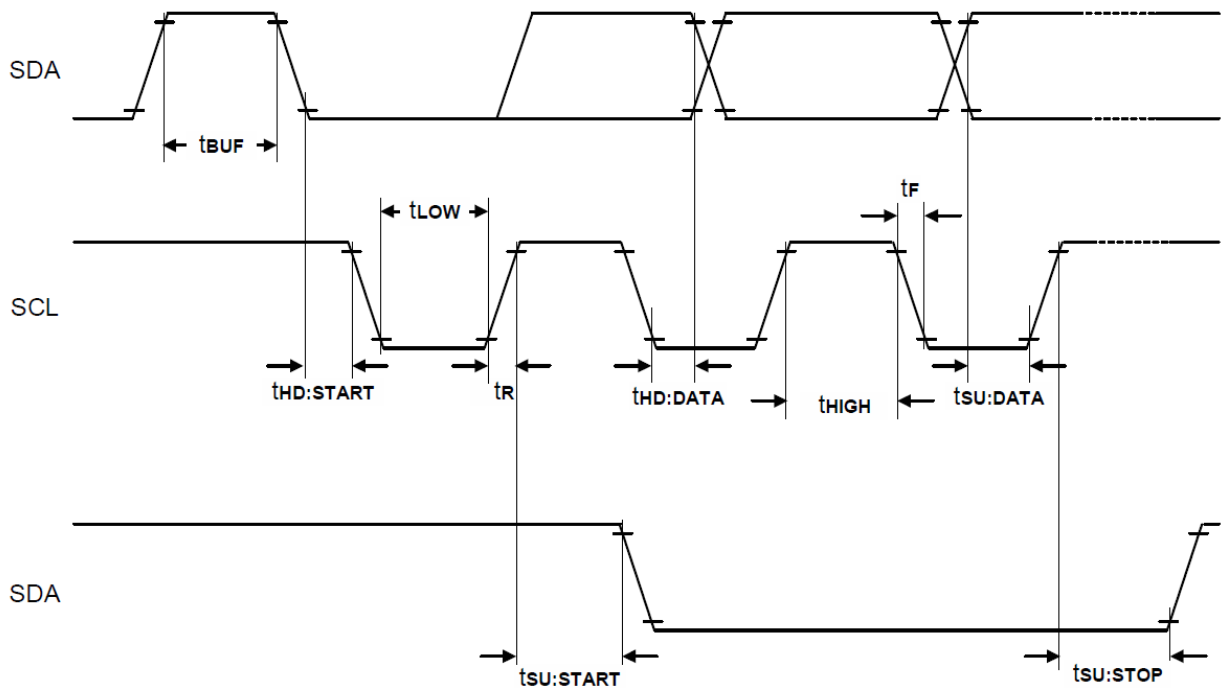 SDA
tBUF
tLOW
tF
SCL
tHD:START
tR
tHD:DATA
tHIGH
tSU:DATA
SDA
tSU:START
tSU:STOP